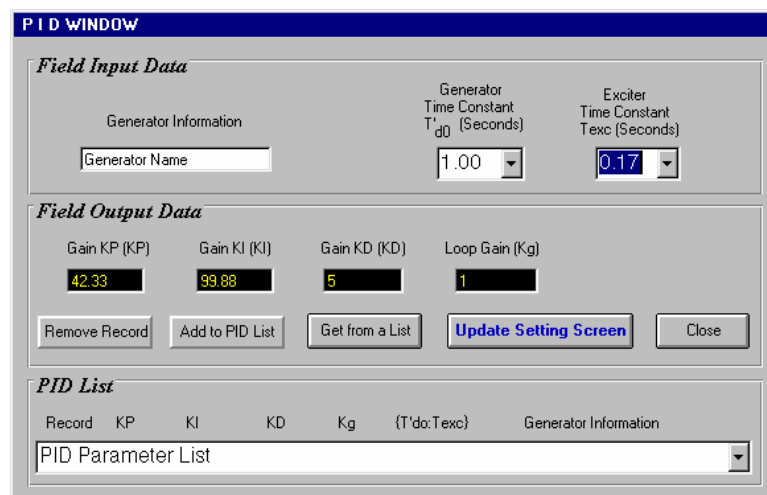 P I D WINDOW
Field Input Data
Generator Information
Generator Name
Generator
Time Constant
T'd0 (Seconds)
1.00
Exciter
Time Constant
Texc (Seconds)
0.17
Field Output Data
Gain KP (KP) Gain KI (KI) Gain KD (KD) Loop Gain (Kg)
42.33 99.88 5 1
Remove Record Add to PID List Get from a List Update Setting Screen Close
PID List
Record KP KI KD Kg {T'do:Texc} Generator Information
PID Parameter List